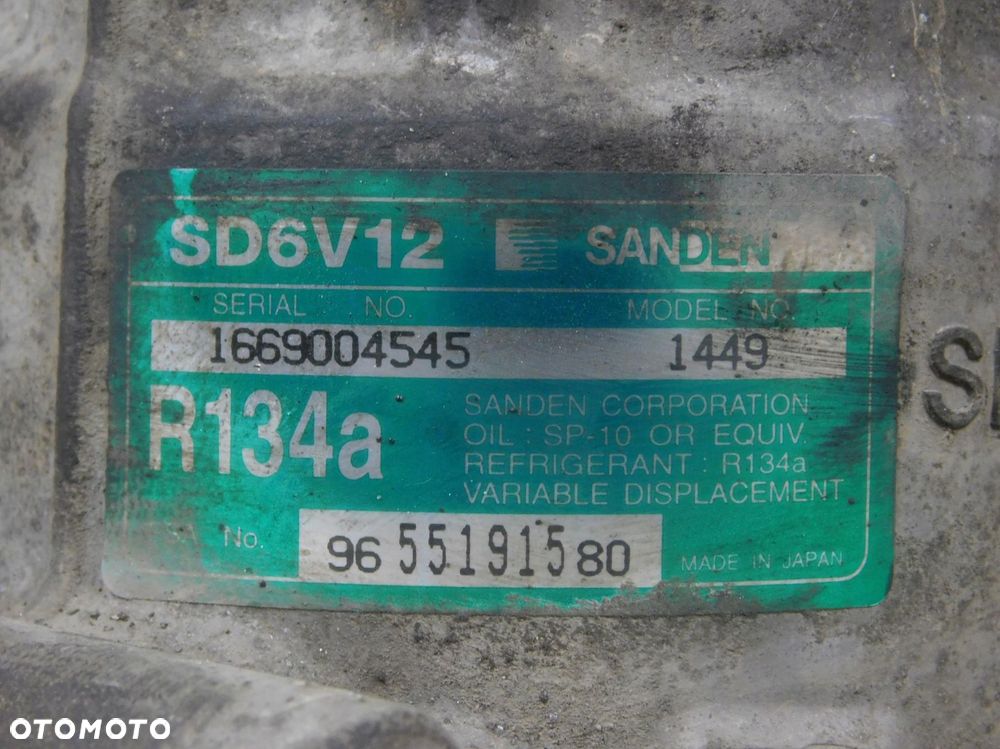 SD6V12 SANDEN
SERIAL NO. MODEL NO.
1669004545 1449
R134a
SANDEN CORPORATION
OIL : SP-10 OR EQUIV.
REFRIGERANT : R134a
VARIABLE DISPLACEMENT
No. 96 551915 80 MADE IN JAPAN
OTOMOTO